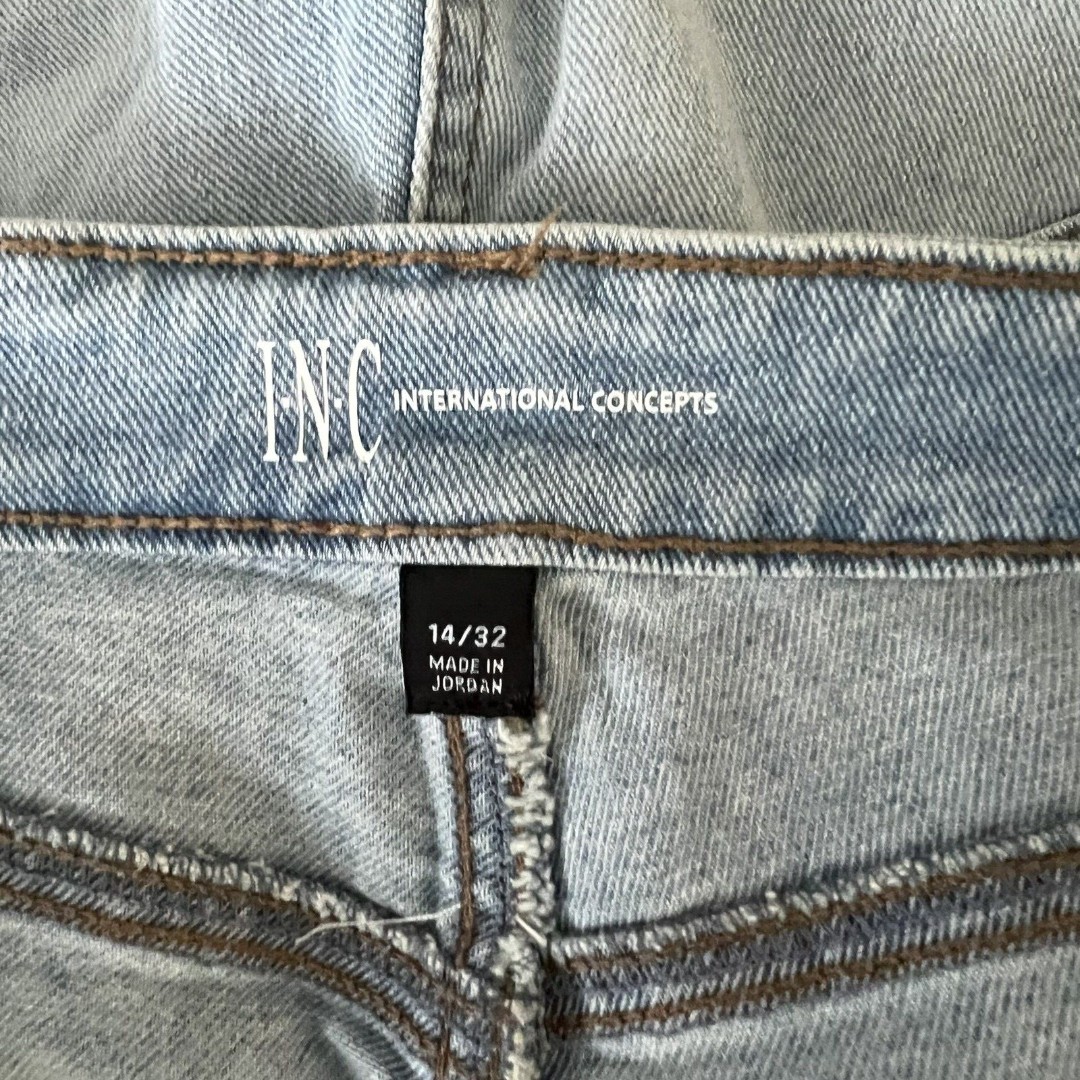 I·N·C INTERNATIONAL CONCEPTS
14/32
MADE IN
JORDAN